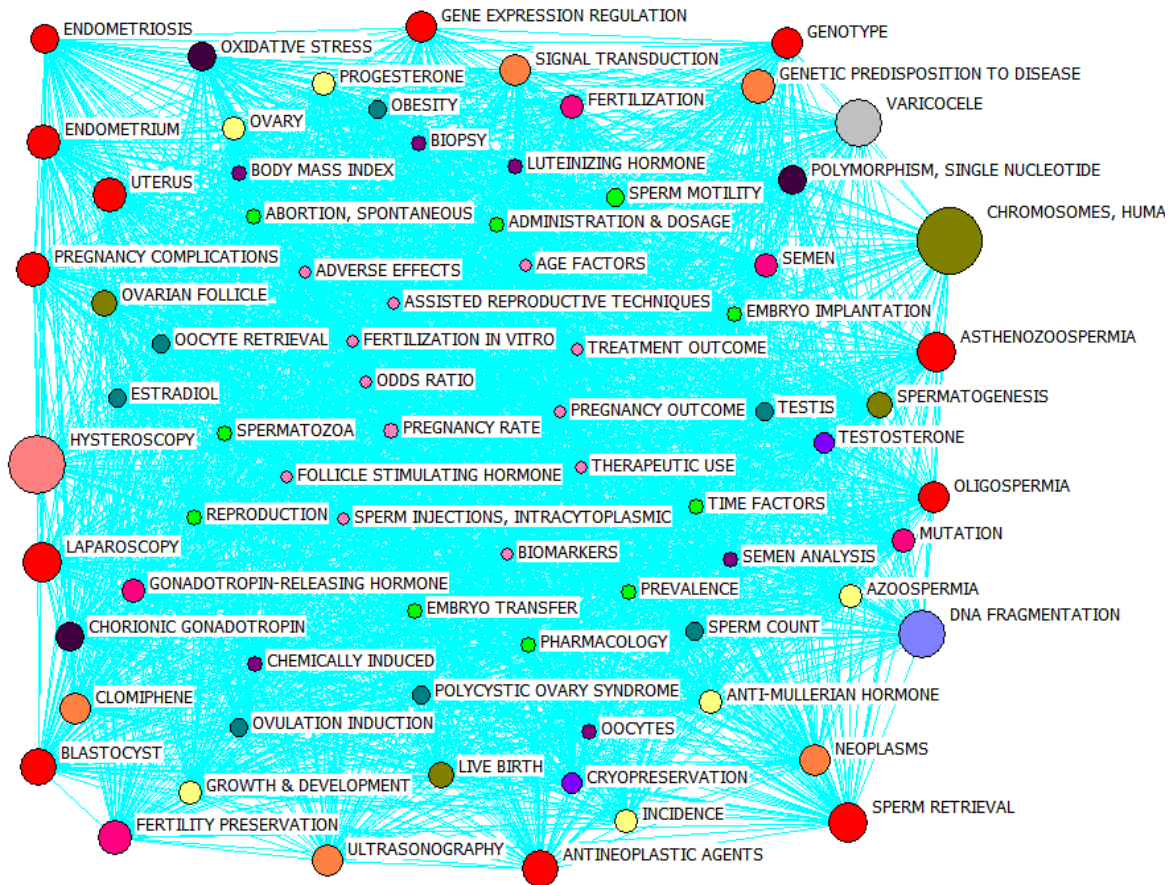 ENDOMETRIOSIS
GENE EXPRESSION REGULATION
GENOTYPE
OXIDATIVE STRESS
SIGNAL TRANSDUCTION
PROGESTERONE
GENETIC PREDISPOSITION TO DISEASE
OBESITY
FERTILIZATION
VARICOCELE
ENDOMETRIUM
OVARY
BIOPSY
BODY MASS INDEX
LUTEINIZING HORMONE
POLYMORPHISM, SINGLE NUCLEOTIDE
UTERUS
SPERM MOTILITY
ABORTION, SPONTANEOUS
ADMINISTRATION & DOSAGE
CHROMOSOMES, HUMA
PREGNANCY COMPLICATIONS
ADVERSE EFFECTS
AGE FACTORS
SEMEN
OVARIAN FOLLICLE
ASSISTED REPRODUCTIVE TECHNIQUES
EMBRYO IMPLANTATION
OOCYTE RETRIEVAL
FERTILIZATION IN VITRO
TREATMENT OUTCOME
ASTHENOZOOSPERMIA
ODDS RATIO
ESTRADIOL
SPERMATOGENESIS
PREGNANCY OUTCOME
TESTIS
HYSTEROSCOPY
SPERMATOZOA
PREGNANCY RATE
TESTOSTERONE
FOLLICLE STIMULATING HORMONE
THERAPEUTIC USE
OLIGOSPERMIA
REPRODUCTION
SPERM INJECTIONS, INTRACYTOPLASMIC
TIME FACTORS
MUTATION
LAPAROSCOPY
BIOMARKERS
SEMEN ANALYSIS
GONADOTROPIN-RELEASING HORMONE
PREVALENCE
AZOOSPERMIA
EMBRYO TRANSFER
DNA FRAGMENTATION
CHORIONIC GONADOTROPIN
PHARMACOLOGY
SPERM COUNT
CHEMICALLY INDUCED
CLOMIPHENE
POLYCYSTIC OVARY SYNDROME
ANTI-MULLERIAN HORMONE
OVULATION INDUCTION
OOCYTES
BLASTOCYST
LIVE BIRTH
NEOPLASMS
GROWTH & DEVELOPMENT
CRYOPRESERVATION
SPERM RETRIEVAL
FERTILITY PRESERVATION
INCIDENCE
ULTRASONOGRAPHY
ANTINEOPLASTIC AGENTS